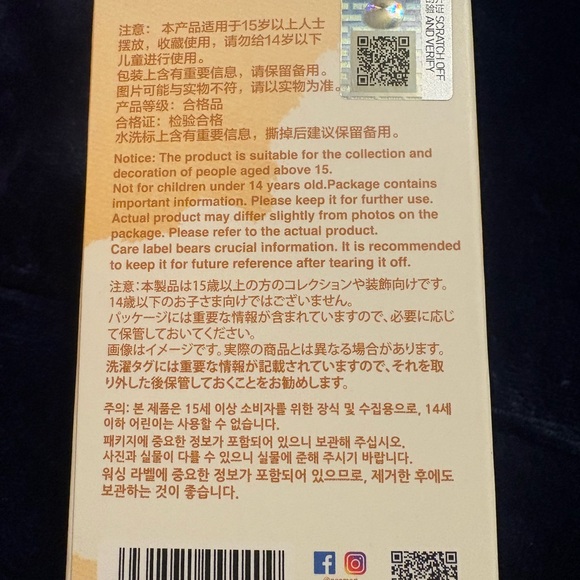 SCRATCH OFF
AND VERIFY
注意： 本产品适用于15岁以上人士
摆放，收藏使用，请勿给14岁以下
儿童进行使用。
包装上含有重要信息，请保留备用。
图片可能与实物不符，请以实物为准。
产品等级：合格品
合格证：检验合格
水洗标上含有重要信息，撕掉后建议保留备用。
Notice: The product is suitable for the collection and
decoration of people aged above 15.
Not for children under 14 years old.Package contains
important information. Please keep it for further use.
Actual product may differ slightly from photos on the
package. Please refer to the actual product.
Care label bears crucial information. It is recommended
to keep it for future reference after tearing it off.
注意：本製品は15歳以上の方のコレクションや装飾向けです。
14歳以下のお子さま向けではございません。
パッケージには重要な情報が含まれていますので、必要に応じ
て保管しておいてください。
画像はイメージです。実際の商品とは異なる場合があります。
洗濯タグには重要な情報が記載されていますので、それを取
り外した後保管しておくことをお勧めします。
주의: 본 제품은 15세 이상 소비자를 위한 장식 및 수집용으로, 14세
이하 어린이는 사용할 수 없습니다.
패키지에 중요한 정보가 포함되어 있으니 보관해 주십시오.
사진과 실물이 다를 수 있으니 실물에 준해 주시기 바랍니다.
워싱 라벨에 중요한 정보가 포함되어 있으므로, 제거한 후에도
보관하는 것이 좋습니다.